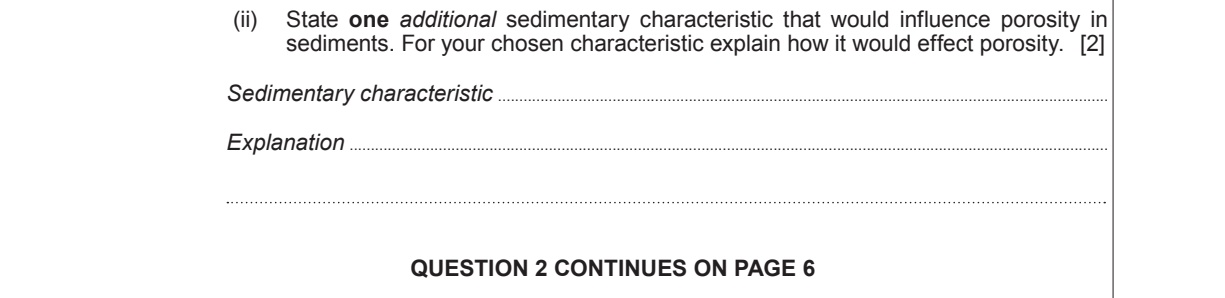 (ii) State one additional sedimentary characteristic that would influence porosity in
sediments. For your chosen characteristic explain how it would effect porosity. [2]
Sedimentary characteristic
Explanation
QUESTION 2 CONTINUES ON PAGE 6